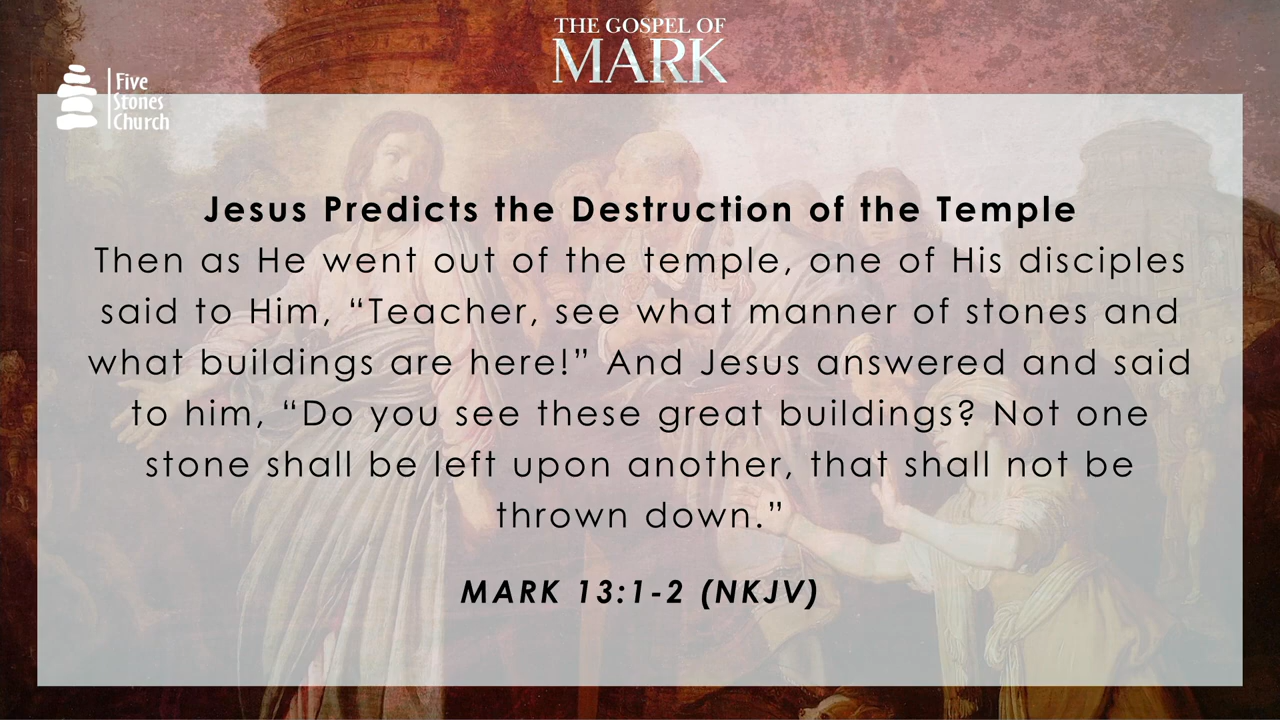 THE GOSPEL OF
MARK
Five
Stones
Church
Jesus Predicts the Destruction of the Temple
Then as He went out of the temple, one of His disciples
said to Him, “Teacher, see what manner of stones and
what buildings are here!” And Jesus answered and said
to him, “Do you see these great buildings? Not one
stone shall be left upon another, that shall not be
thrown down.”
MARK 13:1-2 (NKJV)